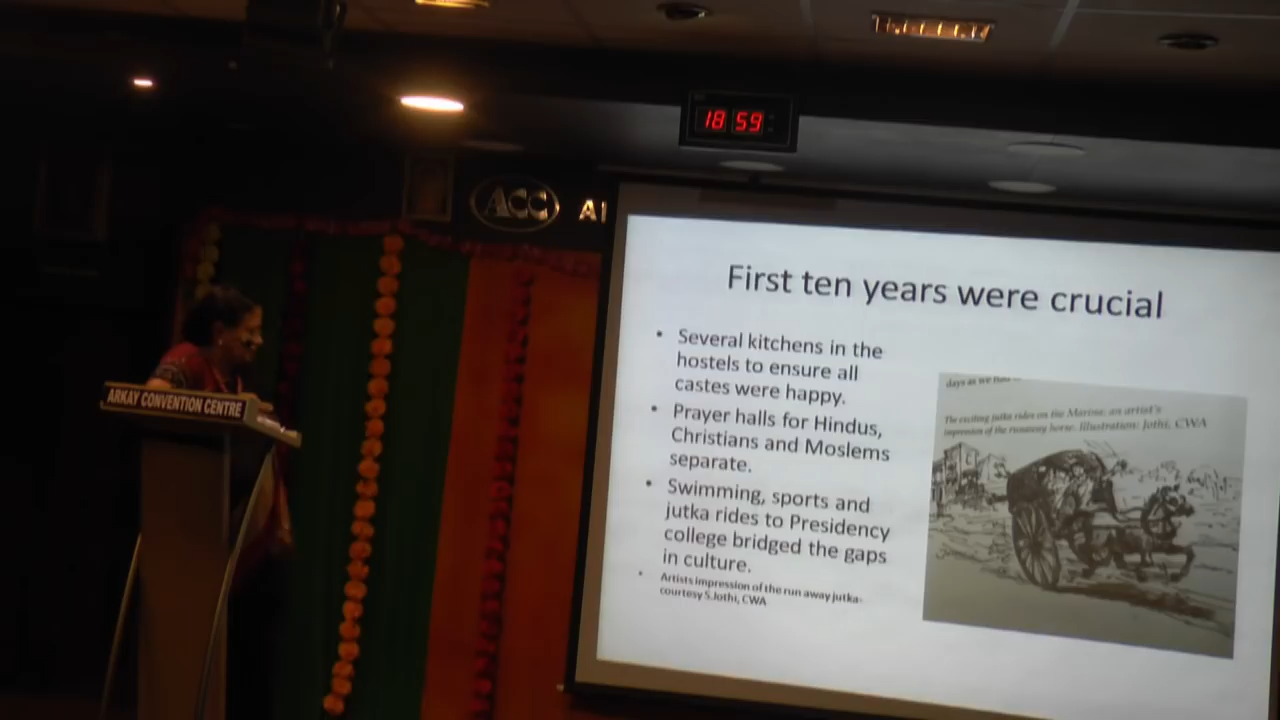 18 59
ACC
ARKAY CONVENTION CENTRE
First ten years were crucial
• Several kitchens in the
hostels to ensure all
castes were happy.
• Prayer halls for Hindus,
Christians and Moslems
separate.
• Swimming, sports and
jutka rides to Presidency
college bridged the gaps
in culture.
• Artists impression of the run away jutka-
courtesy S.Jothi, CWA
days as we
The exciting jutka rides on the Marina: an artist's
impression of the runaway horse. Illustration: Jothi, CWA